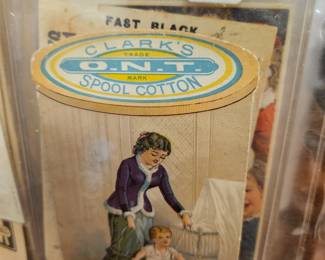 FAST BLACK
CLARK'S
TRADE
O.N.T.
MARK
SPOOL COTTON